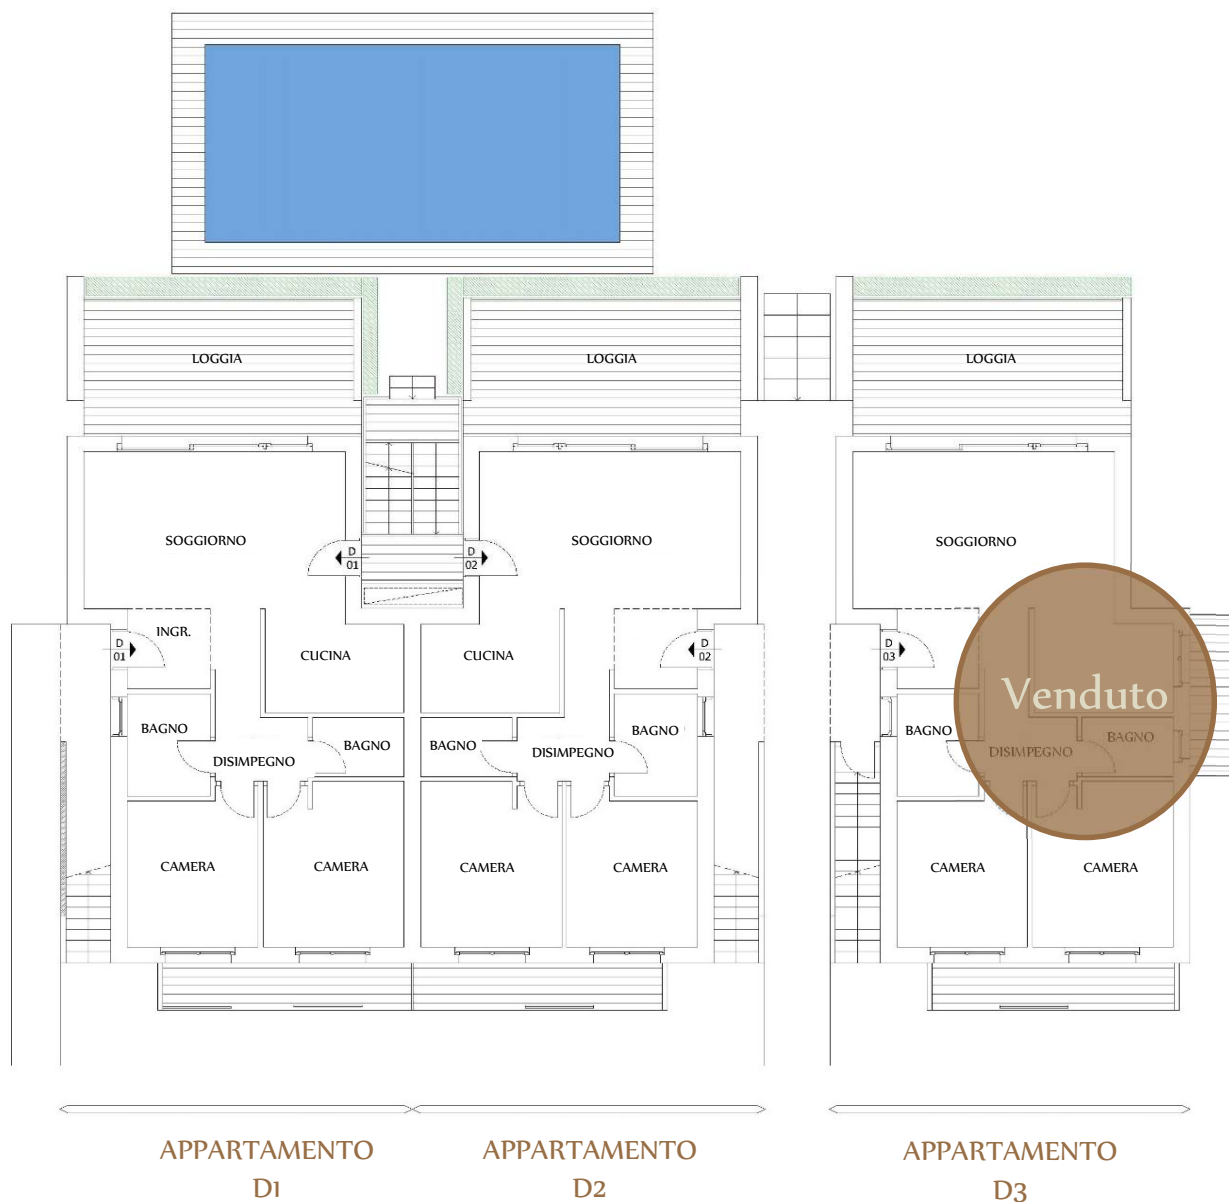 LOGGIA
LOGGIA
LOGGIA
SOGGIORNO
SOGGIORNO
SOGGIORNO
D
01
D
02
INGR.
D
01
CUCINA
CUCINA
D
02
D
03
Venduto
BAGNO
BAGNO
BAGNO
BAGNO
BAGNO
BAGNO
DISIMPEGNO
DISIMPEGNO
DISIMPEGNO
CAMERA
CAMERA
CAMERA
CAMERA
CAMERA
CAMERA
APPARTAMENTO
D1
APPARTAMENTO
D2
APPARTAMENTO
D3